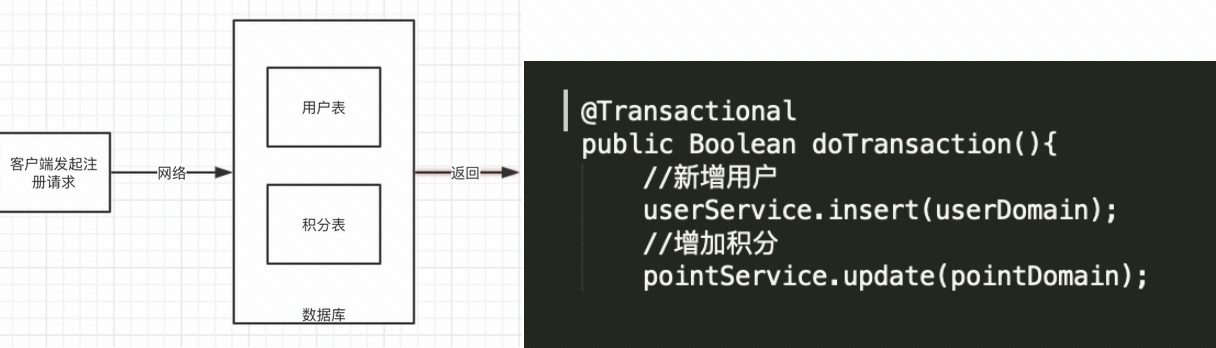 客户端发起注
册请求
网络
用户表
积分表
数据库
返回
@Transactional
public Boolean doTransaction(){
//新增用户
userService.insert(userDomain);
//增加积分
pointService.update(pointDomain);